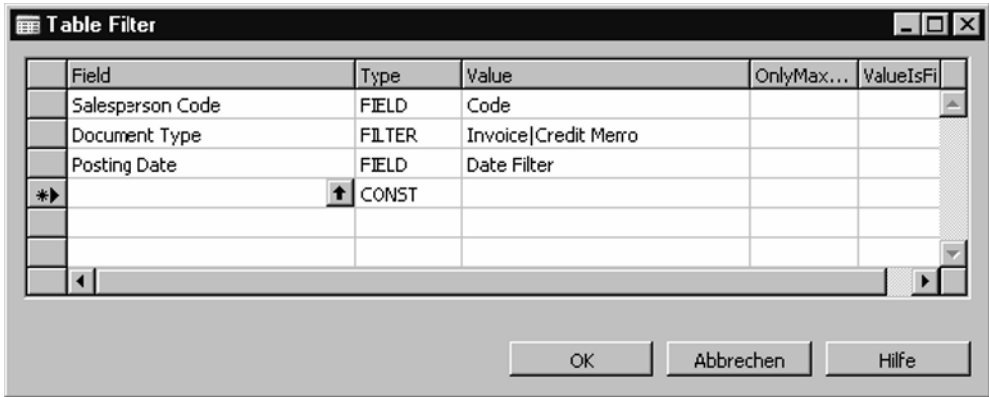 Table Filter
Field Type Value OnlyMax... ValueIsFi
Salesperson Code FIELD Code
Document Type FILTER Invoice|Credit Memo
Posting Date FIELD Date Filter
CONST
OK Abbrechen Hilfe